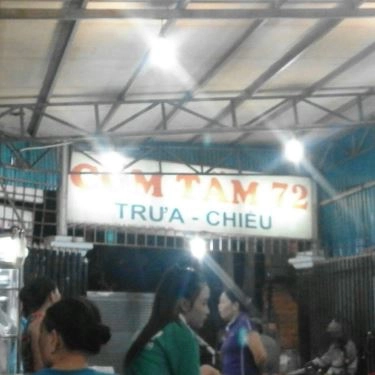 CƠM TẤM 72
TRƯA - CHIỀU